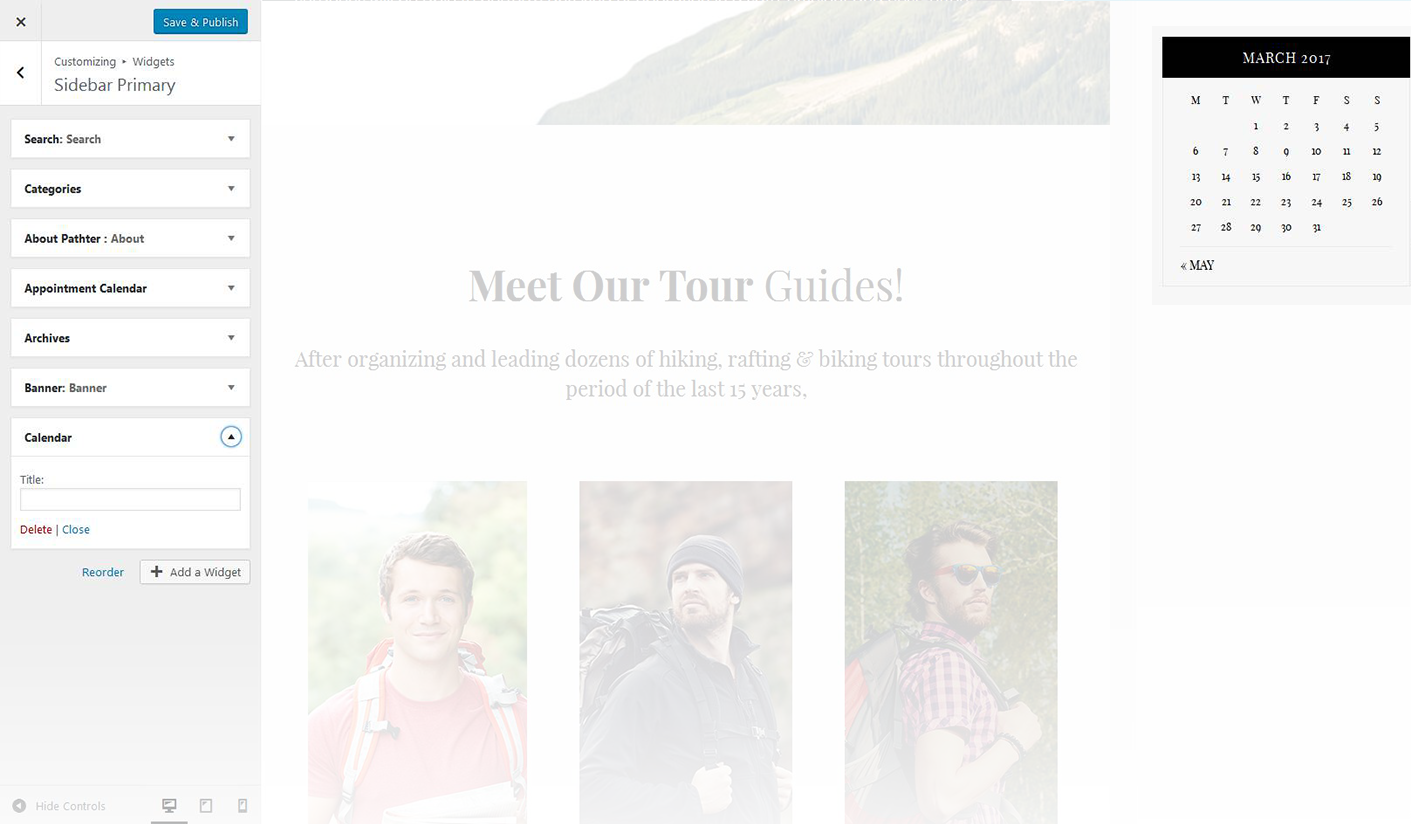 Save & Publish
Customizing ▸ Widgets
Sidebar Primary
Search: Search
Categories
About Pathter : About
Appointment Calendar
Archives
Banner: Banner
Calendar
Title:
Delete | Close
Reorder
Add a Widget
Hide Controls
Meet Our Tour Guides!
After organizing and leading dozens of hiking, rafting & biking tours throughout the
period of the last 15 years,
MARCH 2017
M T W T F S S
1 2 3 4 5
6 7 8 9 10 11 12
13 14 15 16 17 18 19
20 21 22 23 24 25 26
27 28 29 30 31
« MAY